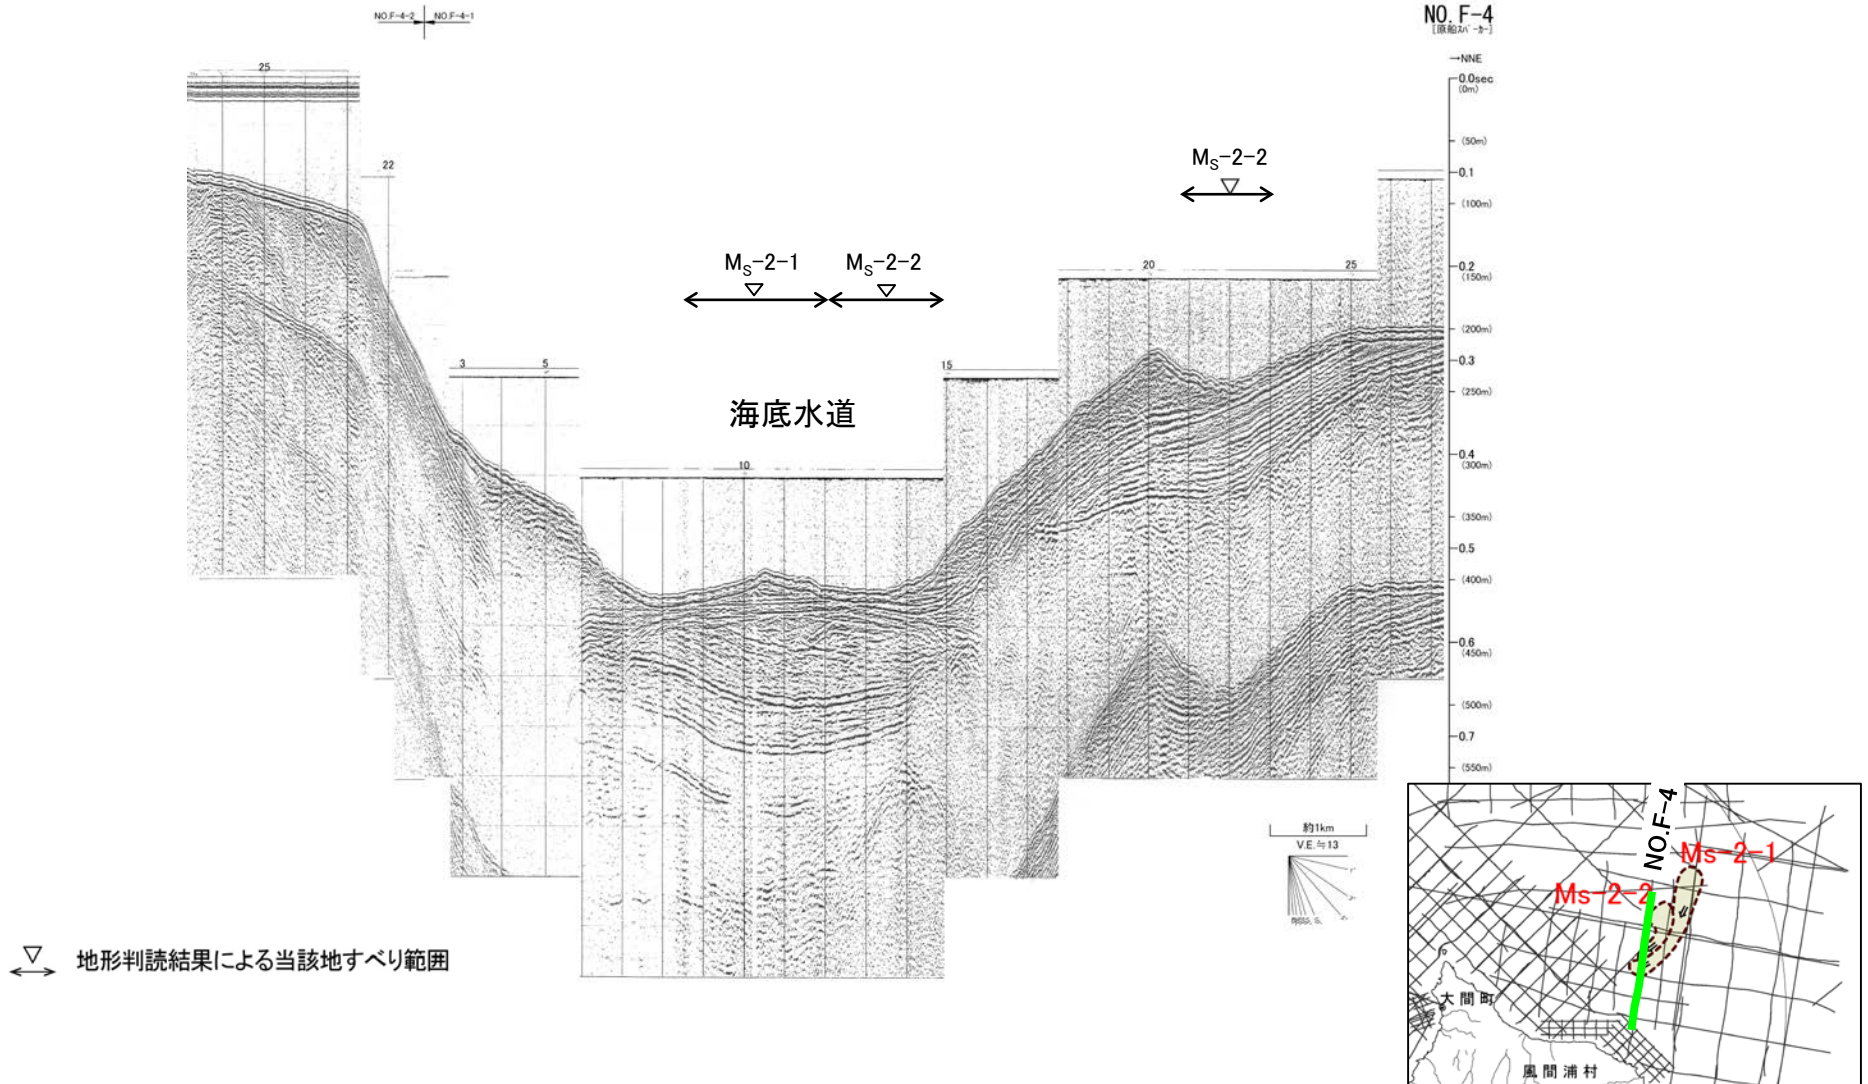 NO.F-4-2
NO.F-4-1
NO. F-4
→NNE
0.0sec
(0m)
(50m)
0.1
(100m)
0.2
(150m)
(200m)
0.3
(250m)
0.4
(300m)
(350m)
0.5
(400m)
0.6
(450m)
(500m)
0.7
(550m)
25
22
3
5
10
15
20
25
Ms-2-1
Ms-2-2
Ms-2-2
海底水道
約1km
V.E.≒13
地形判読結果による当該地すべり範囲
NO.F-4
Ms-2-1
Ms-2-2
大間町
風間浦村